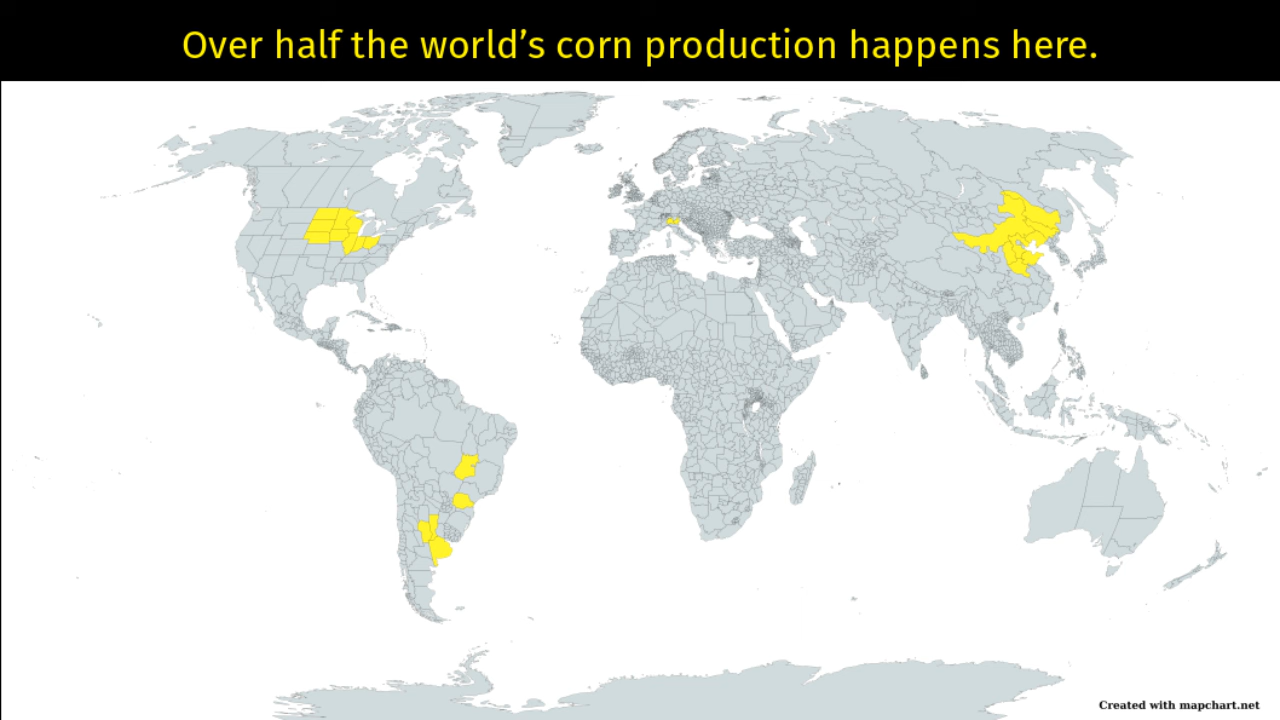 Over half the world’s corn production happens here.
Created with mapchart.net